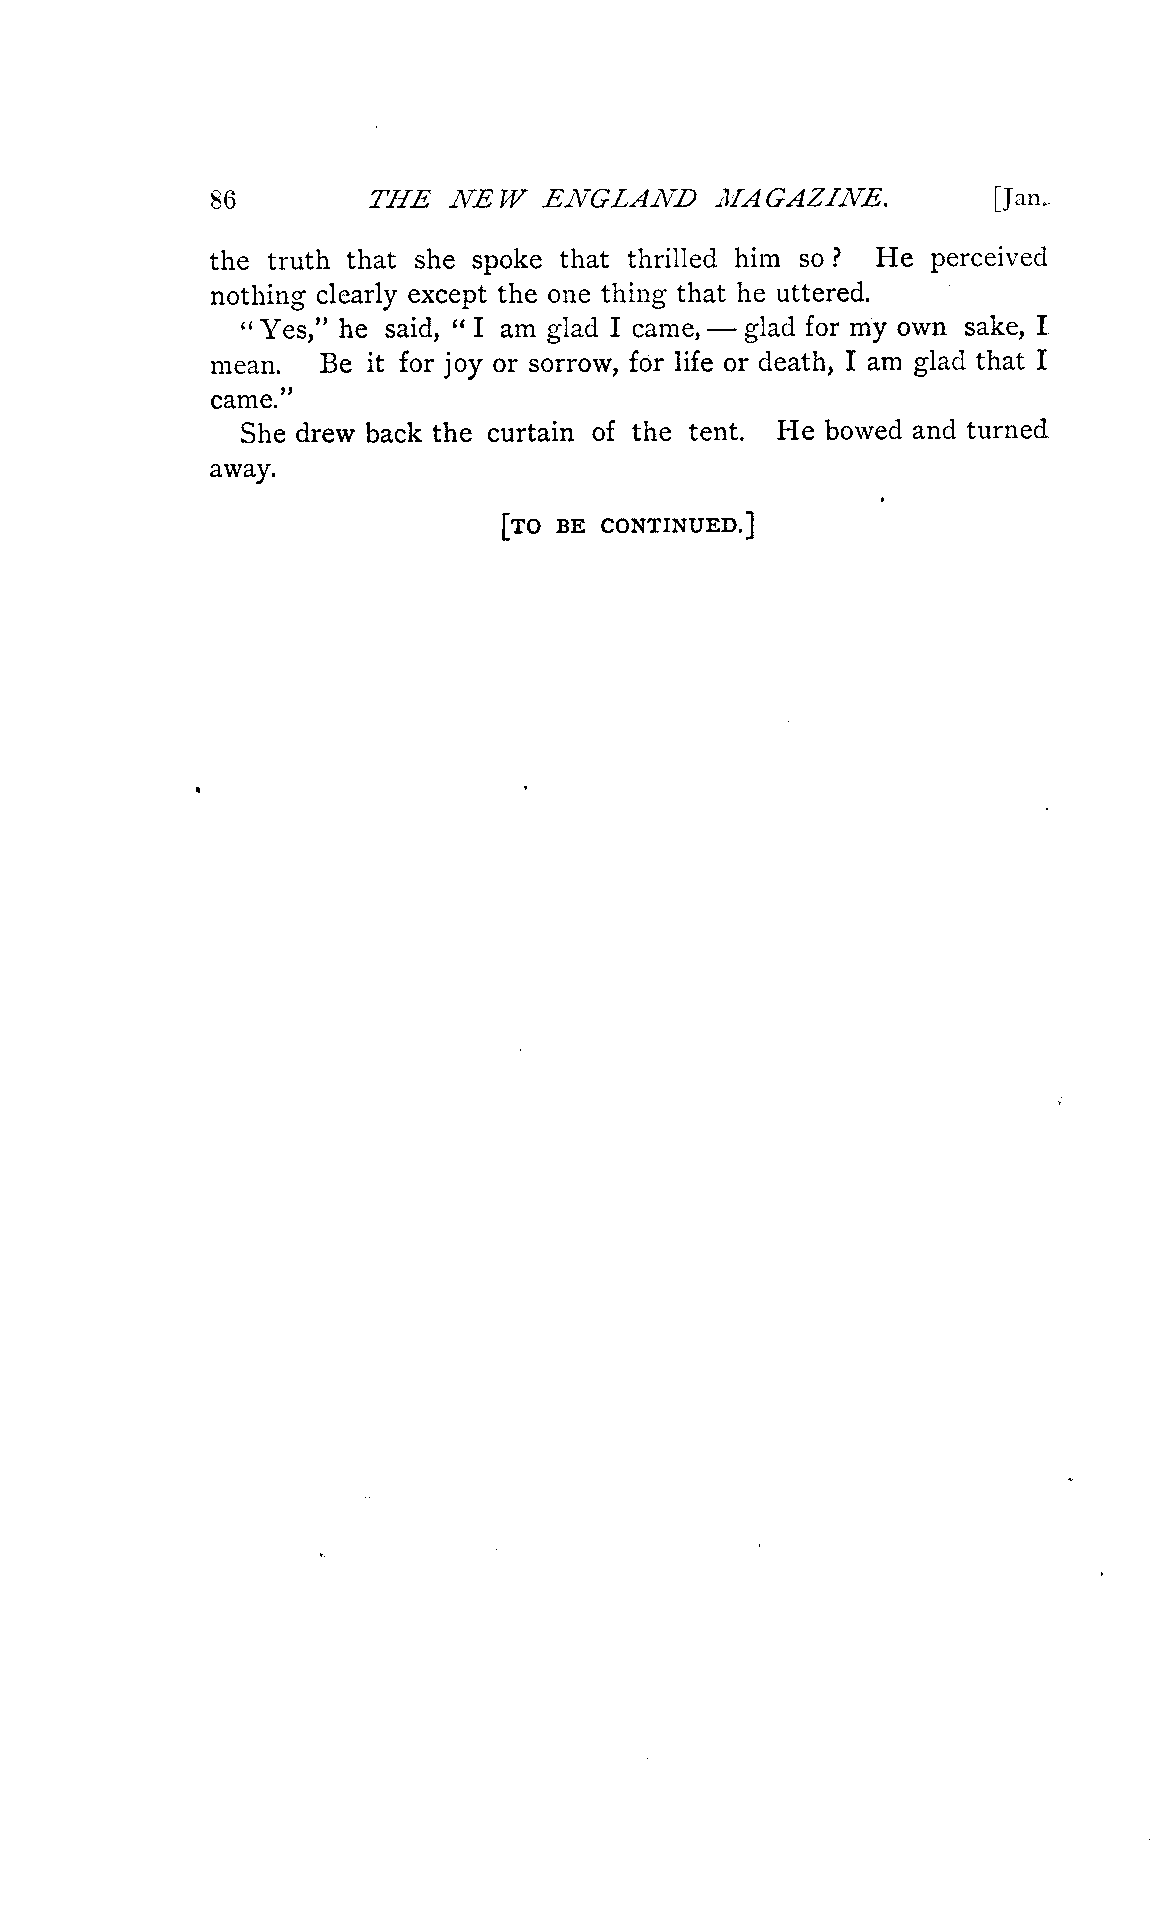 86 THE NEW ENGLAND MAGAZINE. [Jan.
the truth that she spoke that thrilled him so? He perceived
nothing clearly except the one thing that he uttered.
"Yes," he said, "I am glad I came, — glad for my own sake, I
mean. Be it for joy or sorrow, for life or death, I am glad that I
came."
She drew back the curtain of the tent. He bowed and turned
away.
[TO BE CONTINUED.]